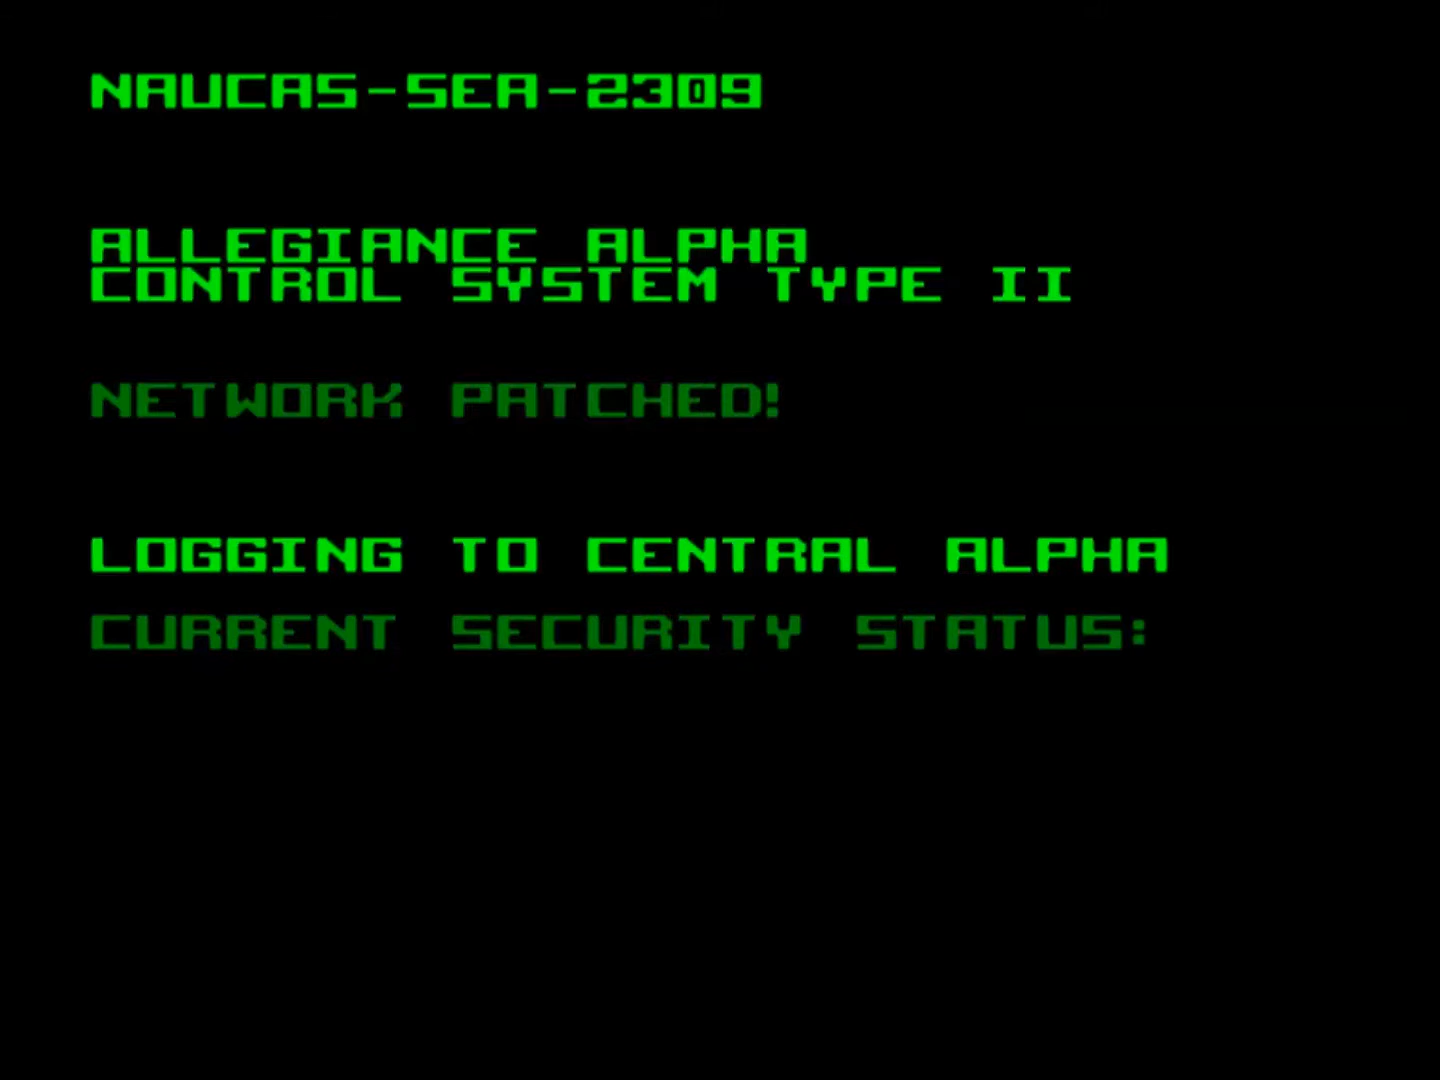 NAUCAS-SEA-2309
ALLEGIANCE ALPHA
CONTROL SYSTEM TYPE II
NETWORK PATCHED!
LOGGING TO CENTRAL ALPHA
CURRENT SECURITY STATUS: